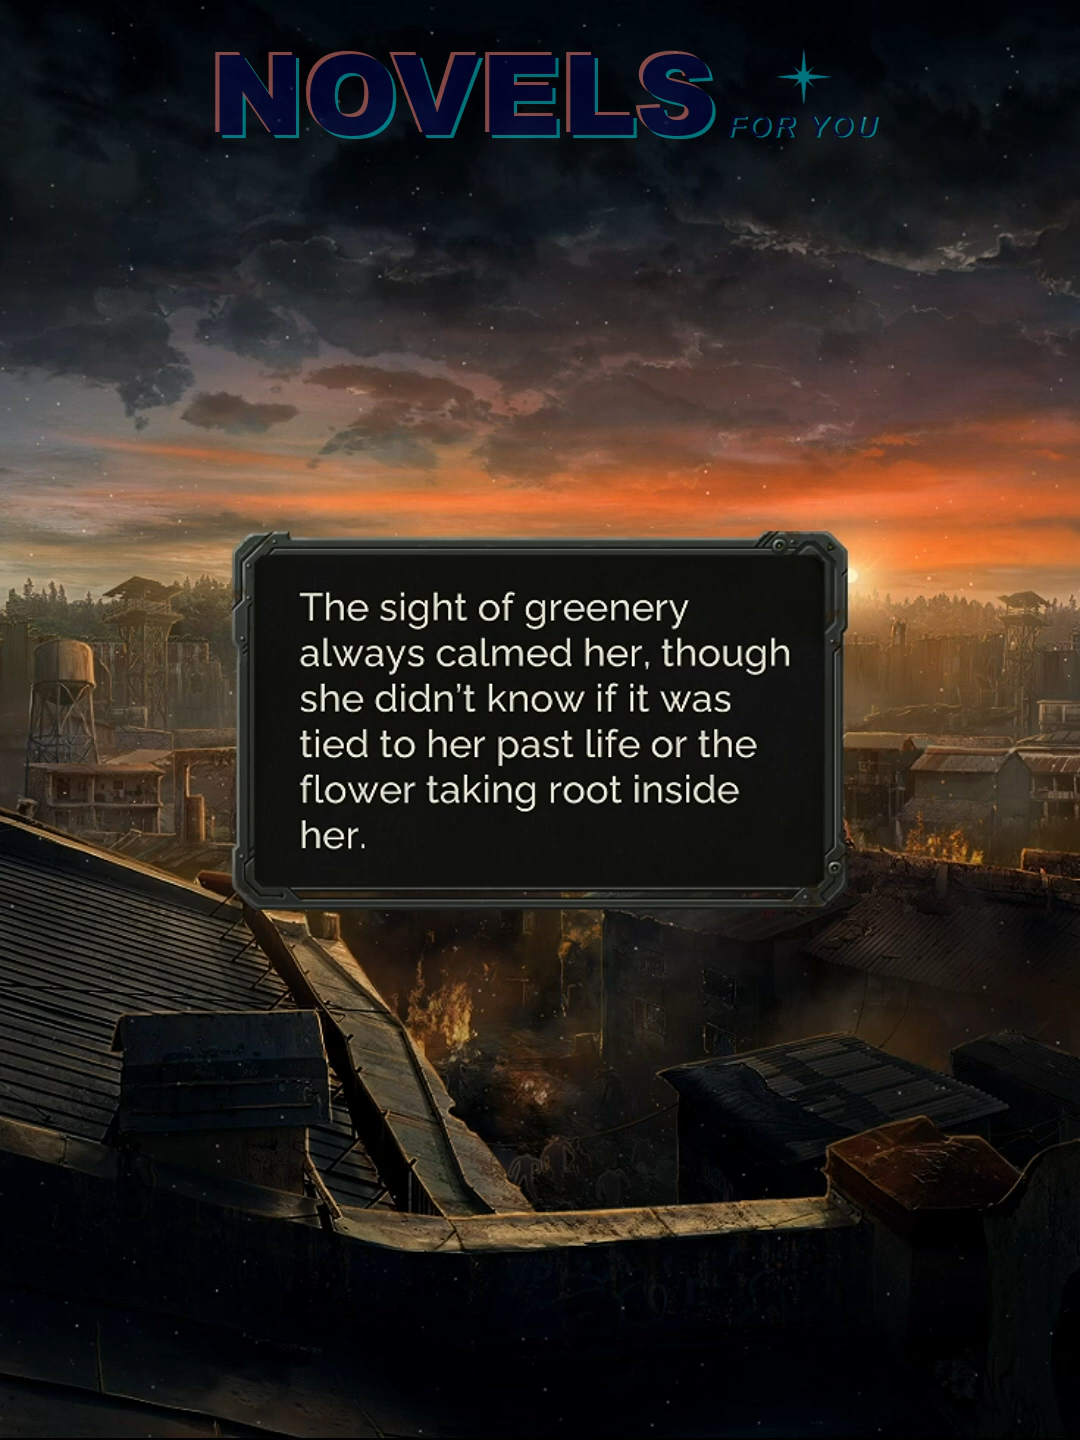 NOVELS
FOR YOU
The sight of greenery
always calmed her, though
she didn’t know if it was
tied to her past life or the
flower taking root inside
her.